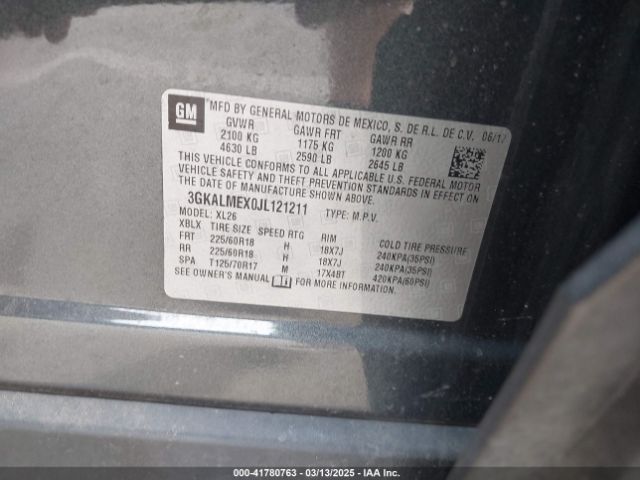 GM
MFD BY GENERAL MOTORS DE MEXICO, S. DE R.L. DE C.V. 06/17
GVWR GAWR FRT GAWR RR
2100 KG 1175 KG 1200 KG
4630 LB 2590 LB 2645 LB
THIS VEHICLE CONFORMS TO ALL APPLICABLE U.S. FEDERAL MOTOR
VEHICLE SAFETY AND THEFT PREVENTION STANDARDS IN EFFECT ON
THE DATE OF MANUFACTURE SHOWN ABOVE.
3GKALMEX0JL121211 TYPE: M.P.V.
MODEL: XL26
XBLX TIRE SIZE SPEED RTG RIM COLD TIRE PRESSURE
FRT 225/60R18 H 18X7J 240KPA(35PSI)
RR 225/60R18 H 18X7J 240KPA(35PSI)
SPA T125/70R17 M 17X4BT 420KPA(60PSI)
SEE OWNER'S MANUAL FOR MORE INFORMATION.
000-41780763 — 03/13/2025 — IAA Inc.